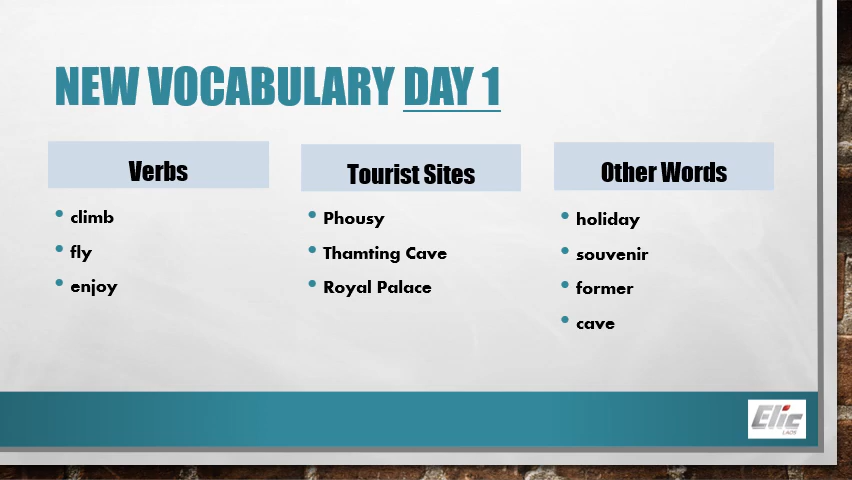 NEW VOCABULARY DAY 1
Verbs
climb
fly
enjoy
Tourist Sites
Phousy
Thamting Cave
Royal Palace
Other Words
holiday
souvenir
former
cave
Elic
LAOS